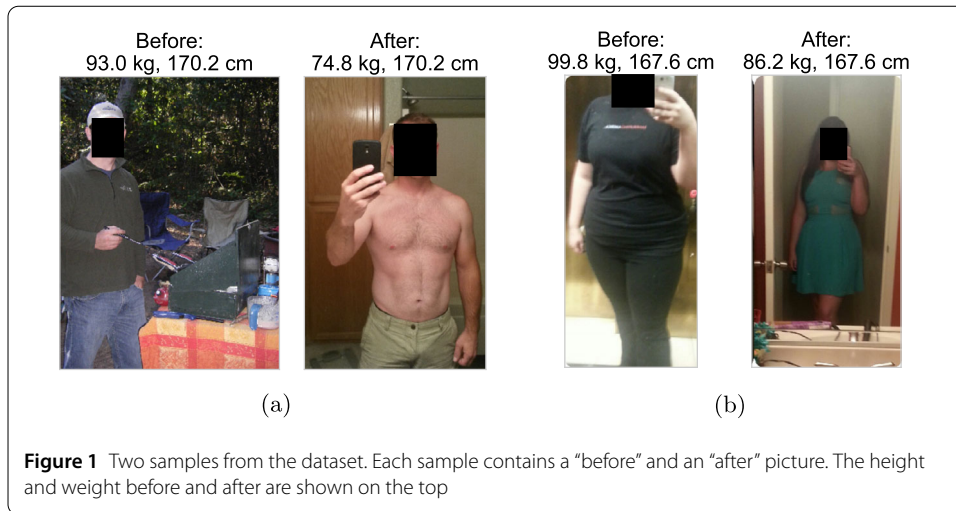 Before:
93.0 kg, 170.2 cm
After:
74.8 kg, 170.2 cm
Before:
99.8 kg, 167.6 cm
After:
86.2 kg, 167.6 cm
(a)
(b)
Figure 1 Two samples from the dataset. Each sample contains a “before” and an “after” picture. The height
and weight before and after are shown on the top